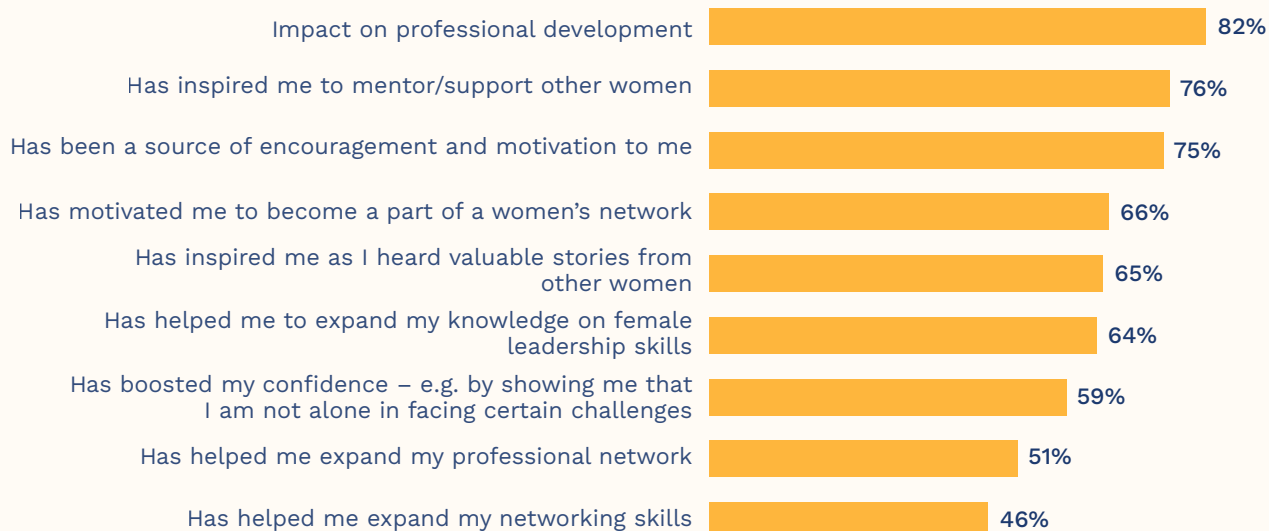 Impact on professional development 82%
Has inspired me to mentor/support other women 76%
Has been a source of encouragement and motivation to me 75%
Has motivated me to become a part of a women’s network 66%
Has inspired me as I heard valuable stories from
other women 65%
Has helped me to expand my knowledge on female
leadership skills 64%
Has boosted my confidence – e.g. by showing me that
I am not alone in facing certain challenges 59%
Has helped me expand my professional network 51%
Has helped me expand my networking skills 46%